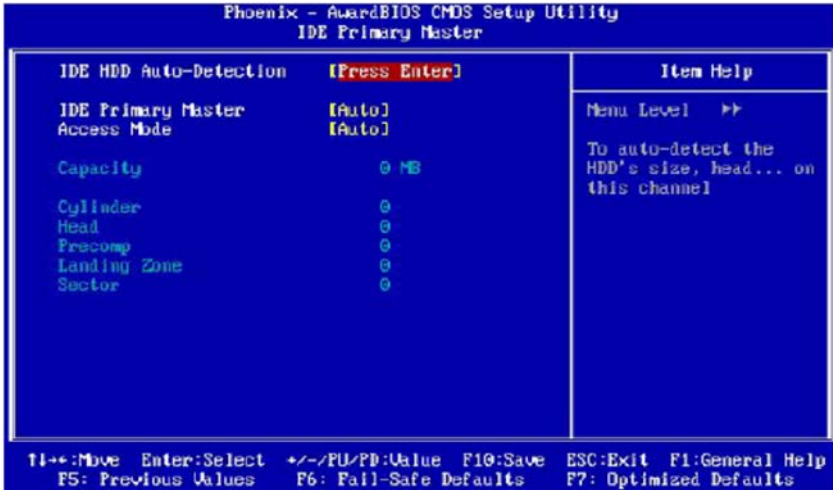 Phoenix - AwardBIOS CMOS Setup Utility
IDE Primary Master
IDE HDD Auto-Detection [Press Enter]
IDE Primary Master [Auto]
Access Mode [Auto]
Capacity 0 MB
Cylinder 0
Head 0
Precomp 0
Landing Zone 0
Sector 0
Item Help
Menu Level ►►
To auto-detect the
HDD's size, head... on
this channel
↑↓→←:Move Enter:Select +/-/PU/PD:Value F10:Save ESC:Exit F1:General Help
F5: Previous Values F6: Fail-Safe Defaults F7: Optimized Defaults